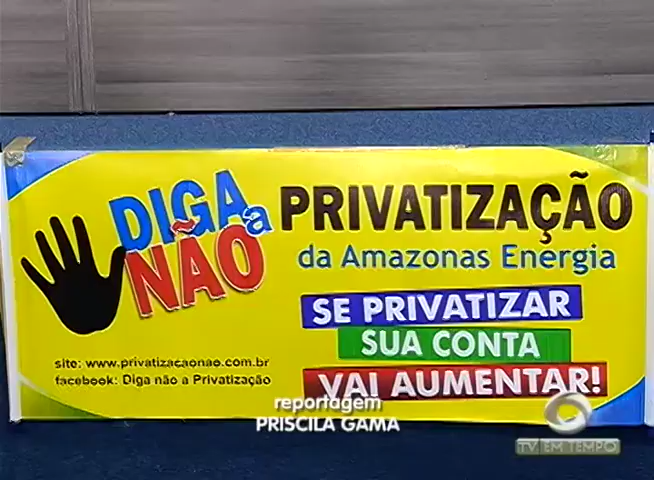 DIGA
a
NÃO
PRIVATIZAÇÃO
da Amazonas Energia
SE PRIVATIZAR
SUA CONTA
VAI AUMENTAR!
site: www.privatizacaonao.com.br
facebook: Diga não a Privatização
reportagem
PRISCILA GAMA
TV EM TEMPO